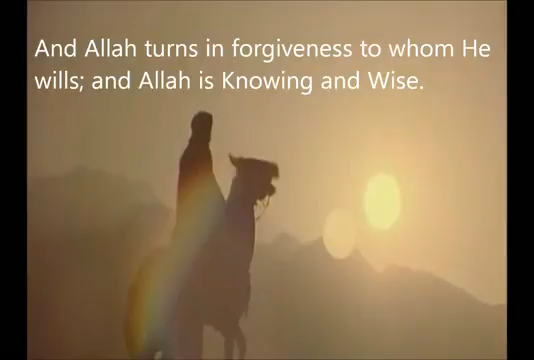 And Allah turns in forgiveness to whom He
wills; and Allah is Knowing and Wise.